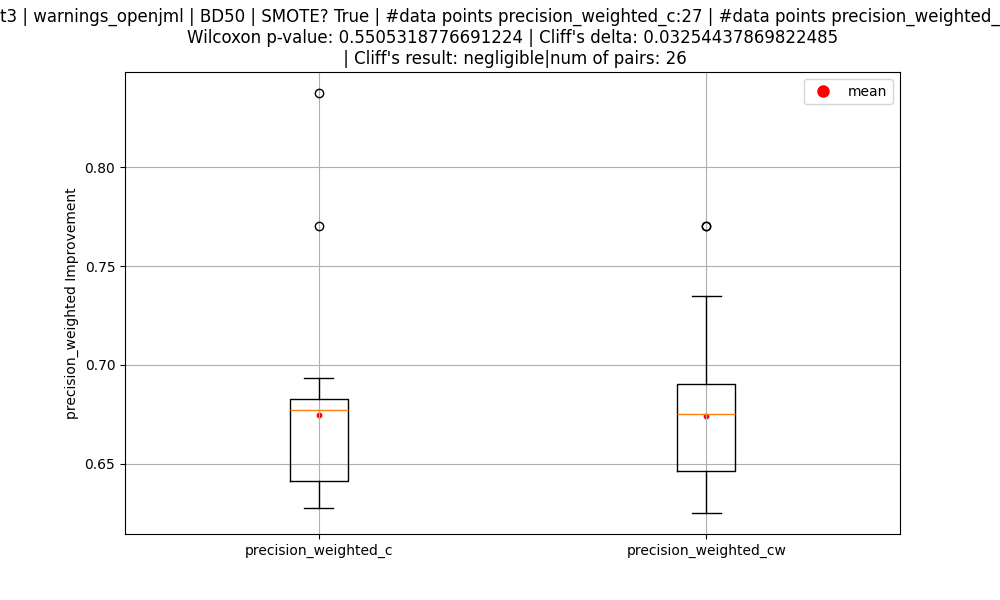 t3 | warnings_openjml | BD50 | SMOTE? True | #data points precision_weighted_c:27 | #data points precision_weighted_
Wilcoxon p-value: 0.5505318776691224 | Cliff's delta: 0.03254437869822485
| Cliff's result: negligible|num of pairs: 26
mean
0.80
0.75
0.70
0.65
precision_weighted Improvement
precision_weighted_c
precision_weighted_cw